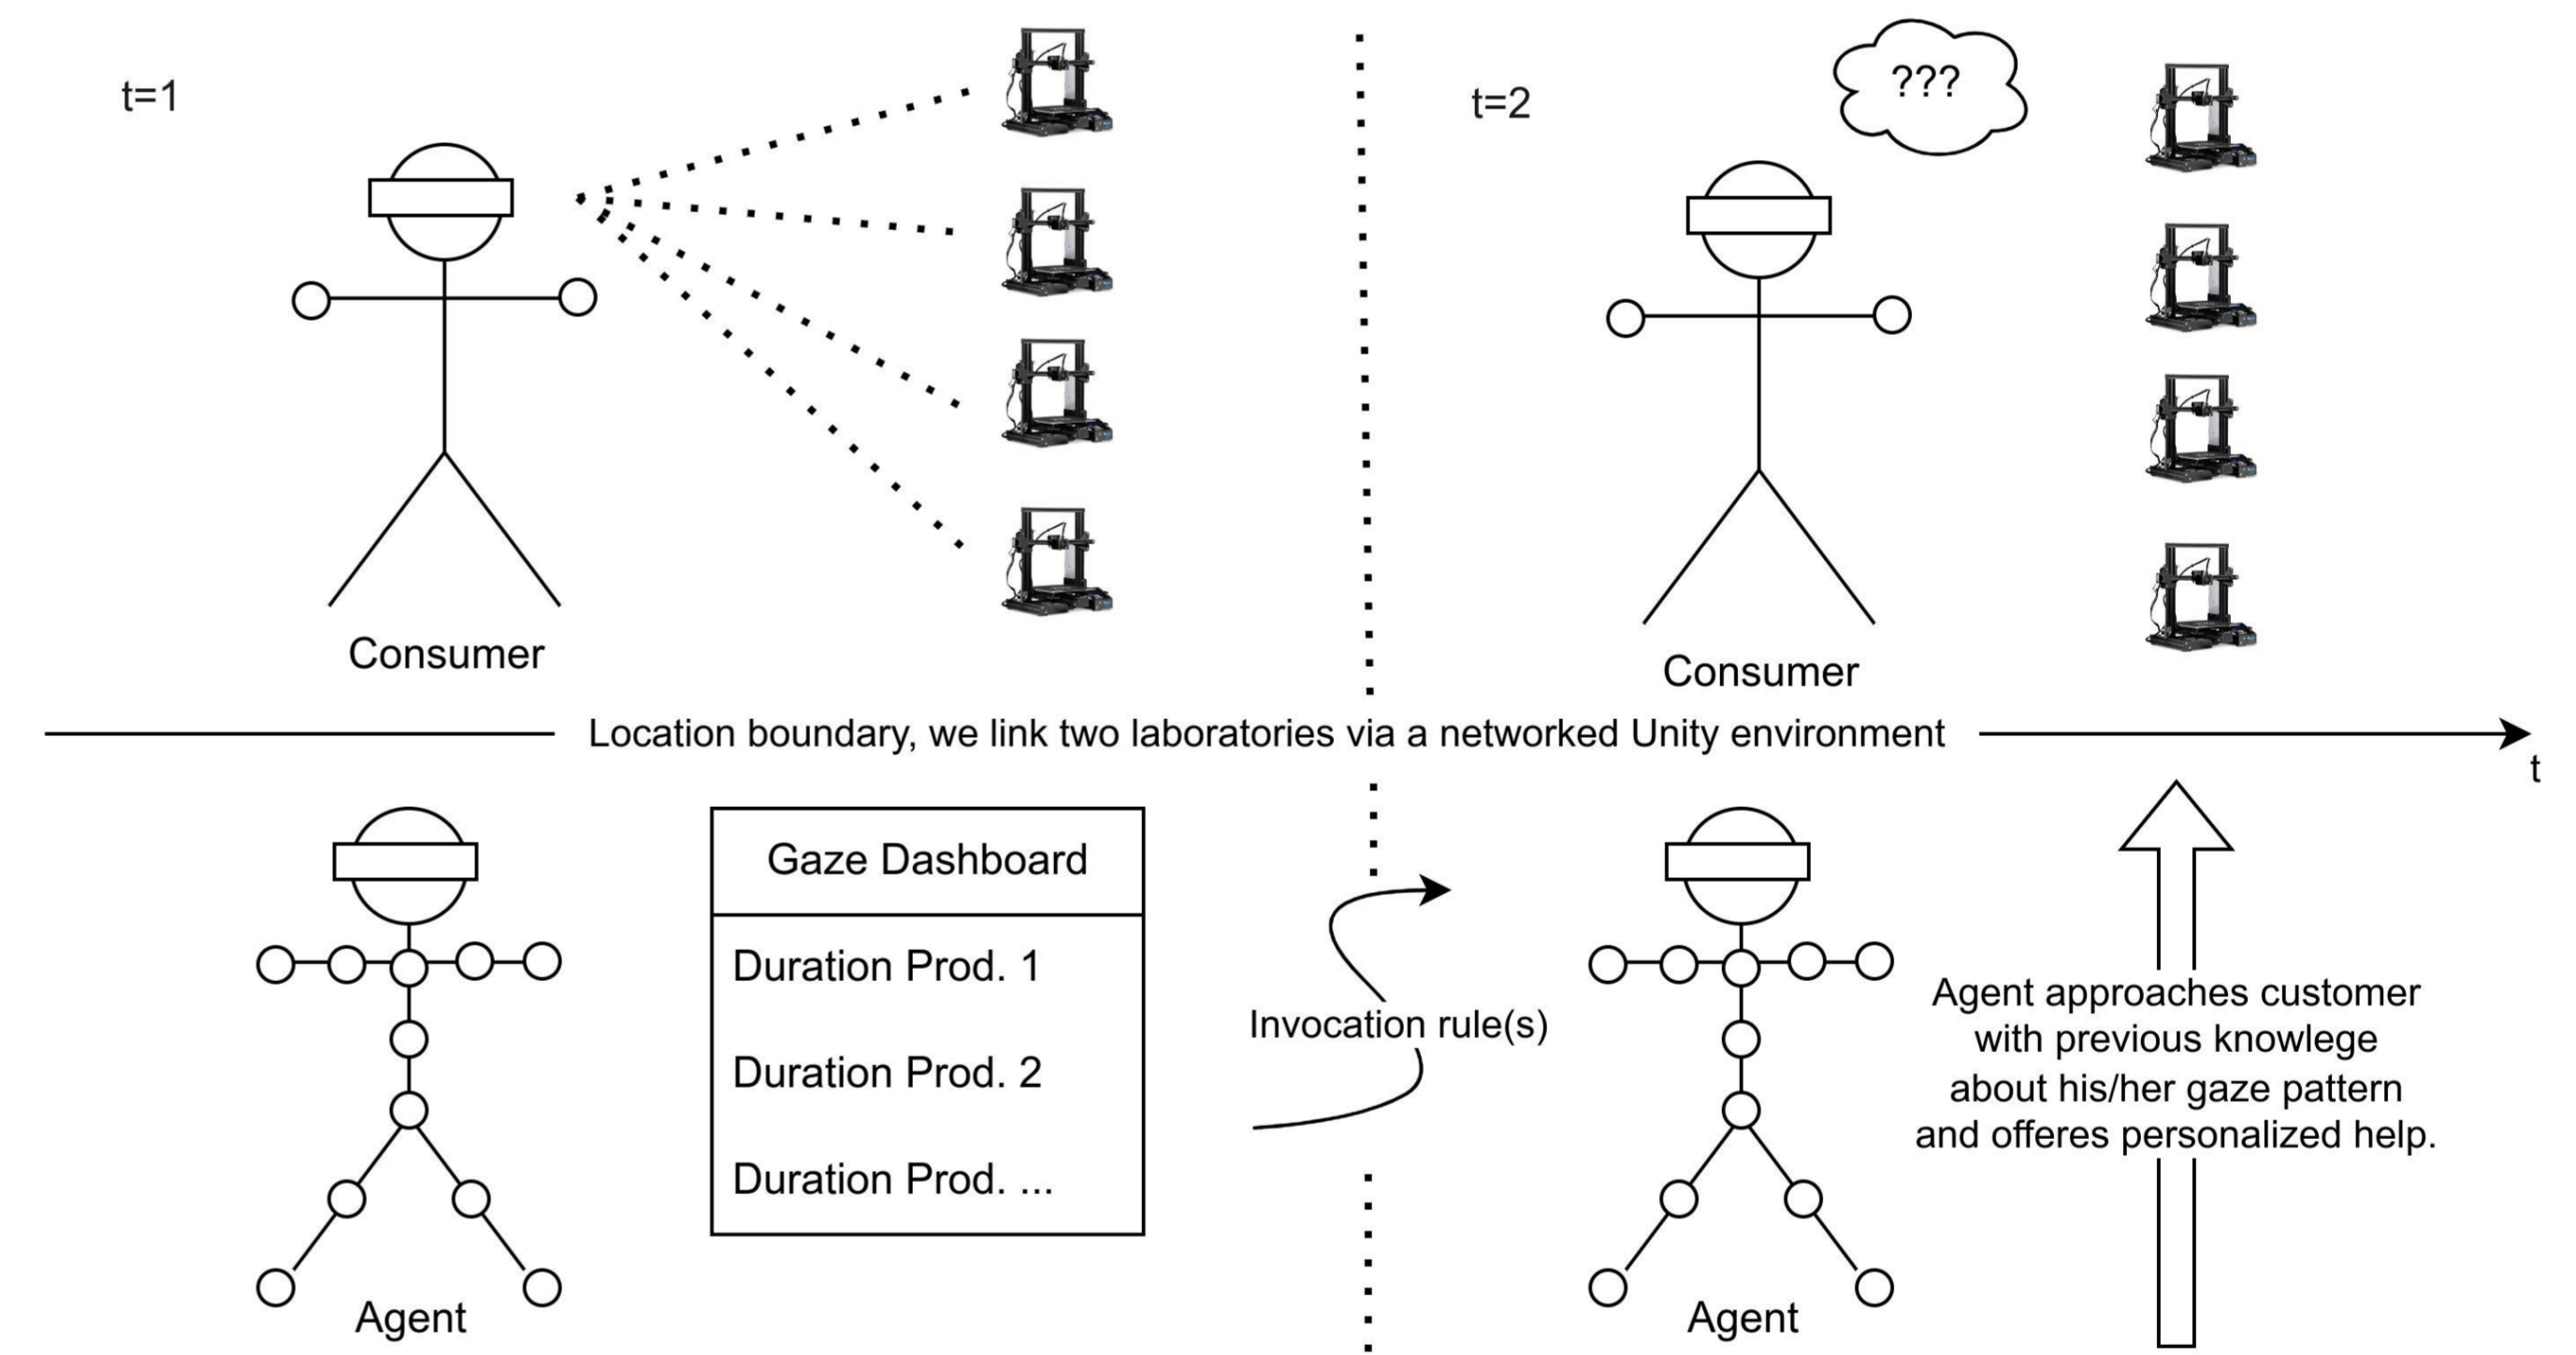 t=1
t=2
???
Consumer
Consumer
Location boundary, we link two laboratories via a networked Unity environment
t
Gaze Dashboard
Duration Prod. 1
Duration Prod. 2
Duration Prod. ...
Invocation rule(s)
Agent approaches customer
with previous knowlege
about his/her gaze pattern
and offeres personalized help.
Agent
Agent